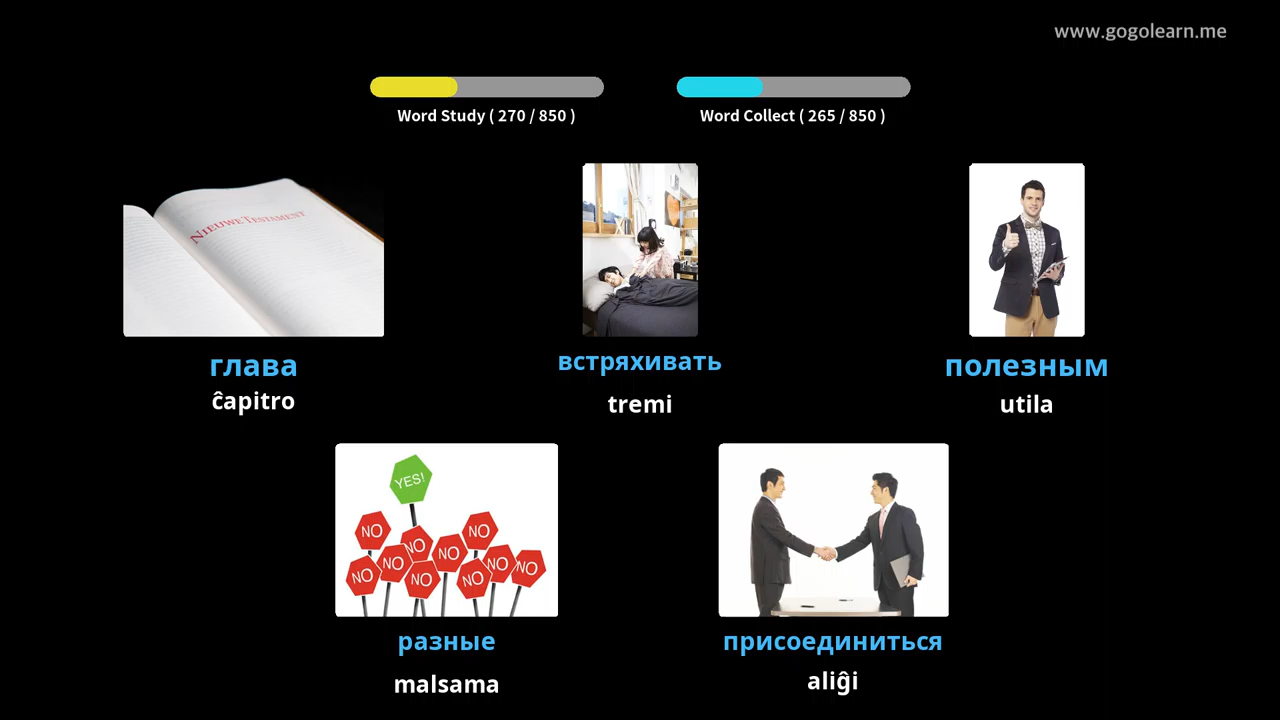 www.gogolearn.me
Word Study ( 270 / 850 )
Word Collect ( 265 / 850 )
NIEUWE TESTAMENT
глава
ĉapitro
встряхивать
tremi
полезным
utila
YES!
NO
NO
NO
NO
NO
NO
NO
NO
NO
NO
разные
malsama
присоединиться
aliĝi